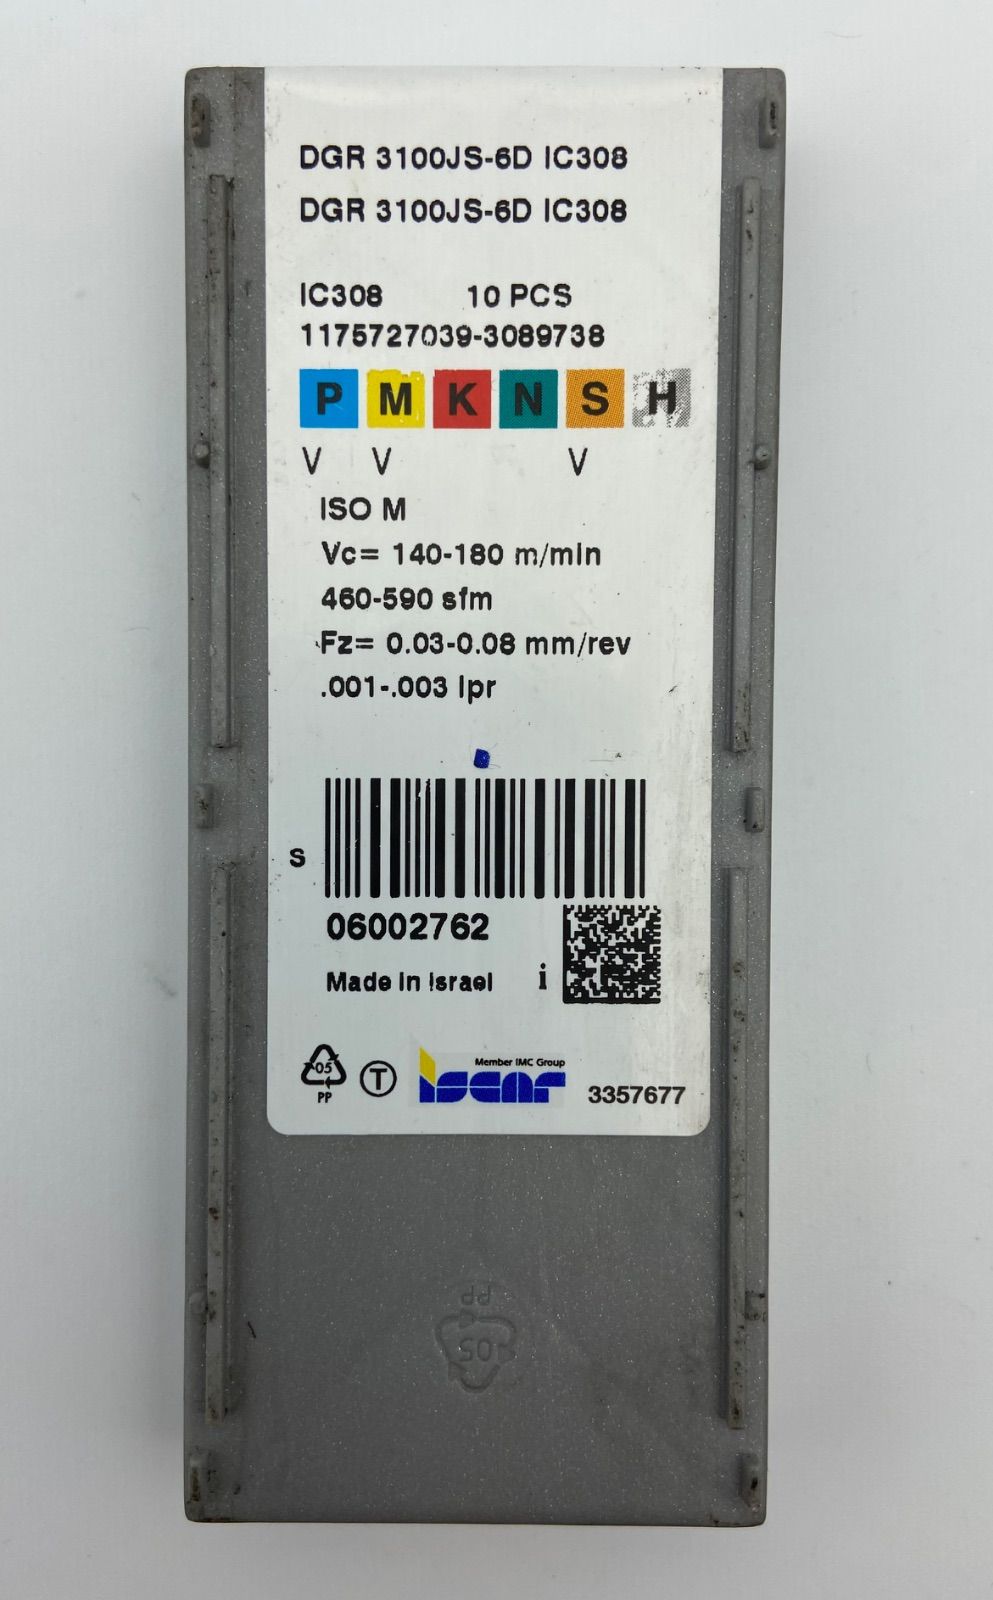 DGR 3100JS-6D IC308
DGR 3100JS-6D IC308
IC308 10 PCS
1175727039-3089738
P M K N S H
V V V
ISO M
Vc= 140-180 m/min
460-590 sfm
Fz= 0.03-0.08 mm/rev
.001-.003 Ipr
S
06002762
Made in Israel i
05
PP
T
Member IMC Group
iscar
3357677
PP
05